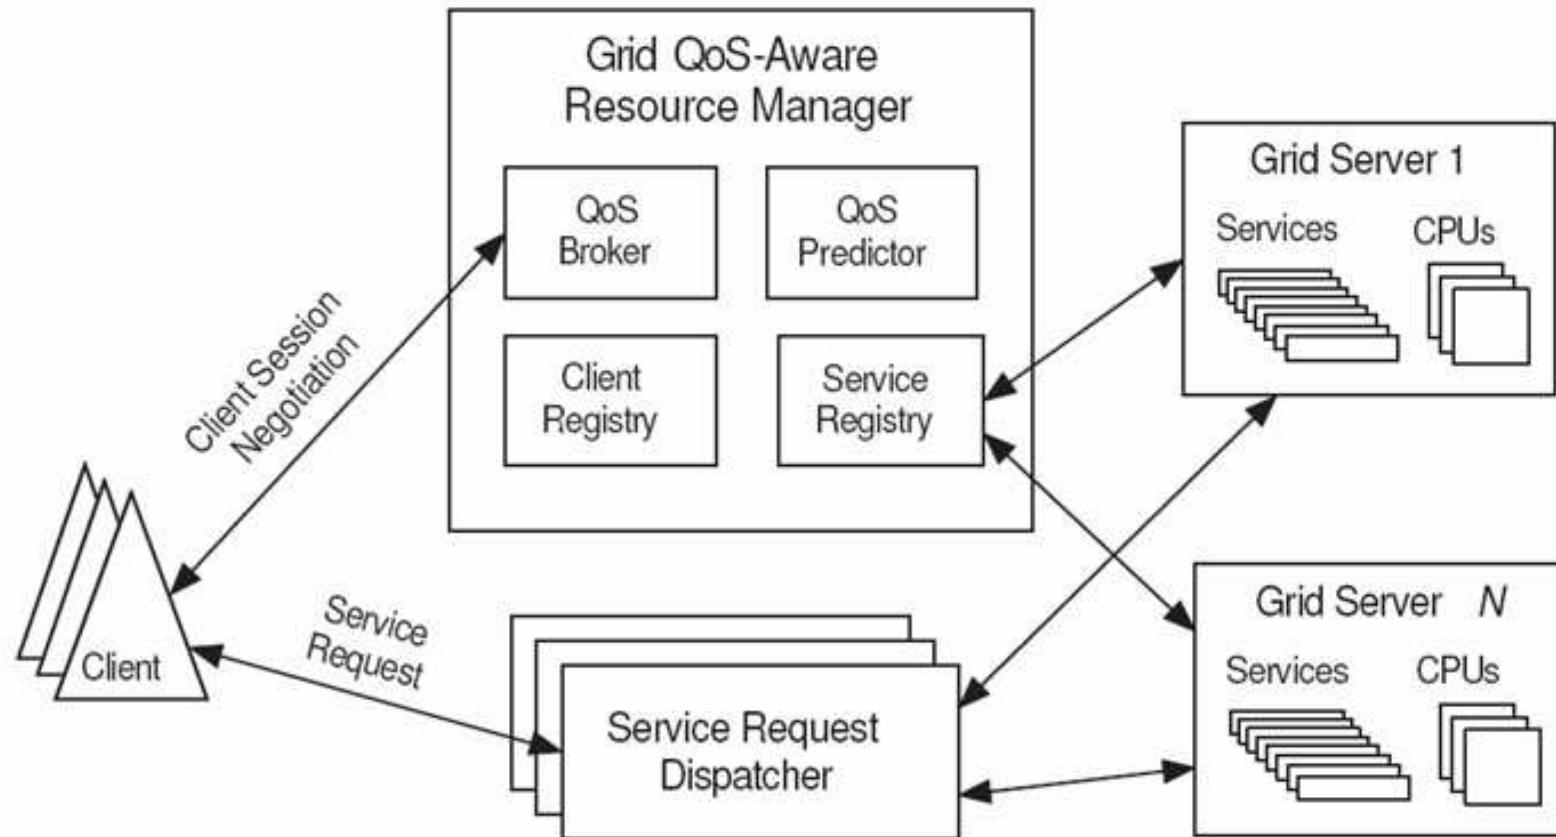 Grid QoS-Aware
Resource Manager
QoS
Broker
QoS
Predictor
Client
Registry
Service
Registry
Client Session
Negotiation
Client
Service
Request
Service Request
Dispatcher
Grid Server 1
Services
CPUs
Grid Server N
Services
CPUs